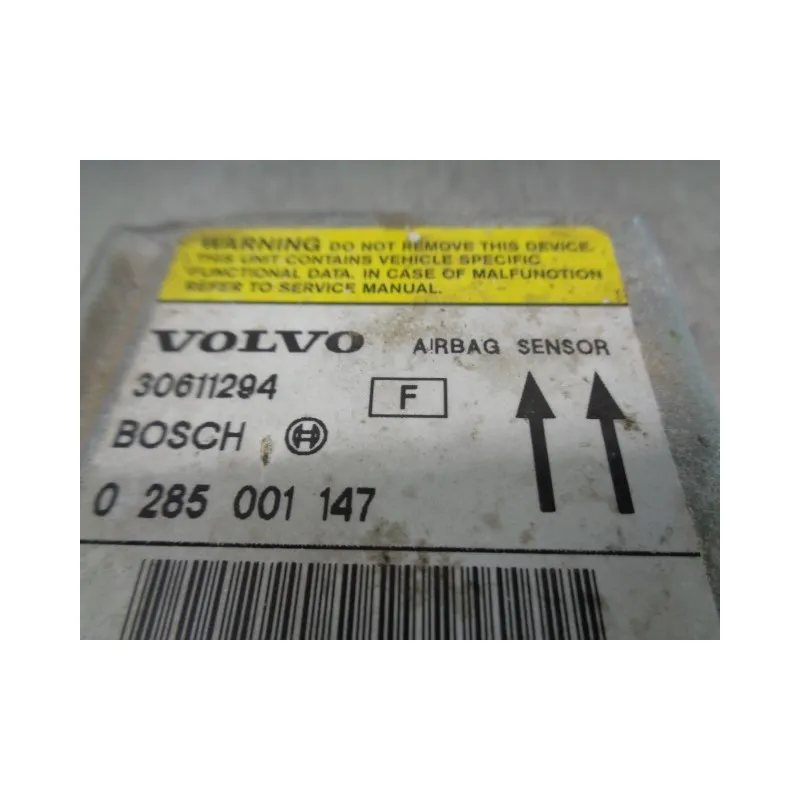 WARNING DO NOT REMOVE THIS DEVICE.
THIS UNIT CONTAINS VEHICLE SPECIFIC
FUNCTIONAL DATA. IN CASE OF MALFUNCTION
REFER TO SERVICE MANUAL.
VOLVO AIRBAG SENSOR
30611294 F
BOSCH
0 285 001 147